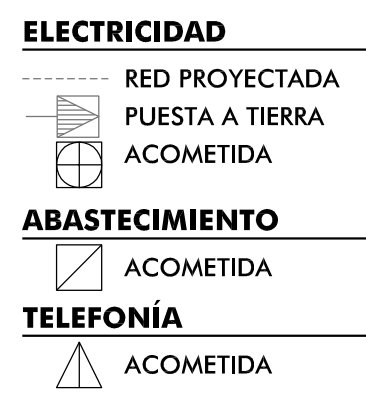 ELECTRICIDAD
RED PROYECTADA
PUESTA A TIERRA
ACOMETIDA
ABASTECIMIENTO
ACOMETIDA
TELEFONÍA
ACOMETIDA